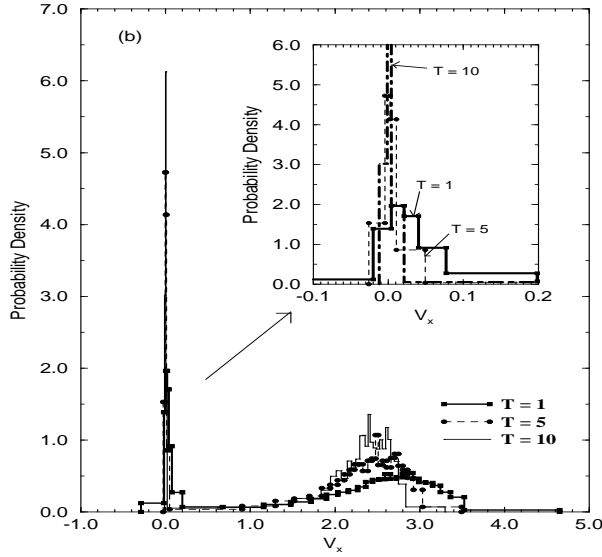 (b)
Probability Density
7.0
6.0
5.0
4.0
3.0
2.0
1.0
0.0
-1.0 0.0 1.0 2.0 3.0 4.0 5.0
V_x
Probability Density
6.0
5.0
4.0
3.0
2.0
1.0
0.0
-0.1 0.0 0.1 0.2
V_x
T = 10
T = 1
T = 5
T = 1
T = 5
T = 10